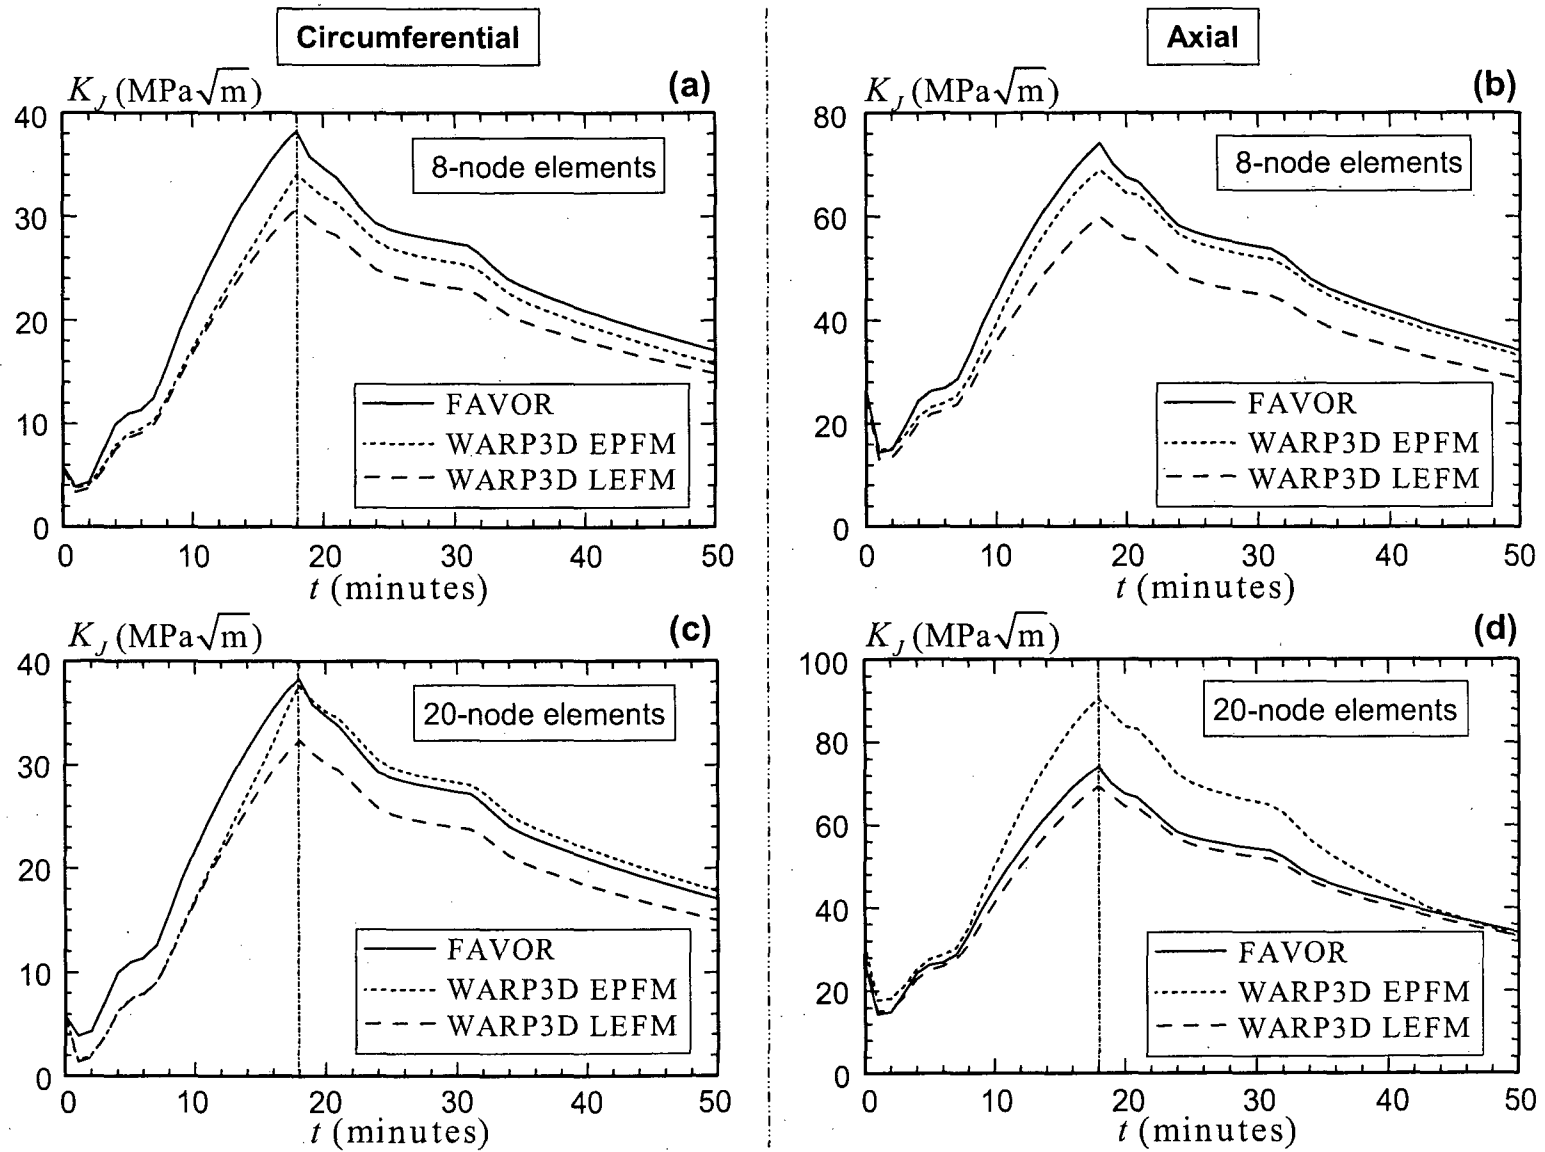 Circumferential
Axial
K_J (MPa√m)
(a)
40
30
20
10
0
8-node elements
FAVOR
WARP3D EPFM
WARP3D LEFM
0 10 20 30 40 50
t (minutes)
K_J (MPa√m)
(b)
80
60
40
20
0
8-node elements
FAVOR
WARP3D EPFM
WARP3D LEFM
0 10 20 30 40 50
t (minutes)
K_J (MPa√m)
(c)
40
30
20
10
0
20-node elements
FAVOR
WARP3D EPFM
WARP3D LEFM
0 10 20 30 40 50
t (minutes)
K_J (MPa√m)
(d)
100
80
60
40
20
0
20-node elements
FAVOR
WARP3D EPFM
WARP3D LEFM
0 10 20 30 40 50
t (minutes)